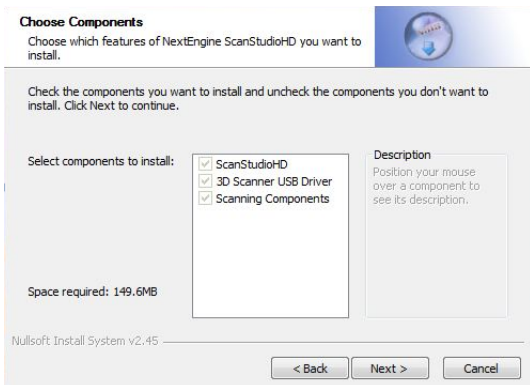 Choose Components
Choose which features of NextEngine ScanStudioHD you want to
install.
Check the components you want to install and uncheck the components you don't want to
install. Click Next to continue.
Select components to install:
ScanStudioHD
3D Scanner USB Driver
Scanning Components
Description
Position your mouse
over a component to
see its description.
Space required: 149.6MB
Nullsoft Install System v2.45
< Back
Next >
Cancel